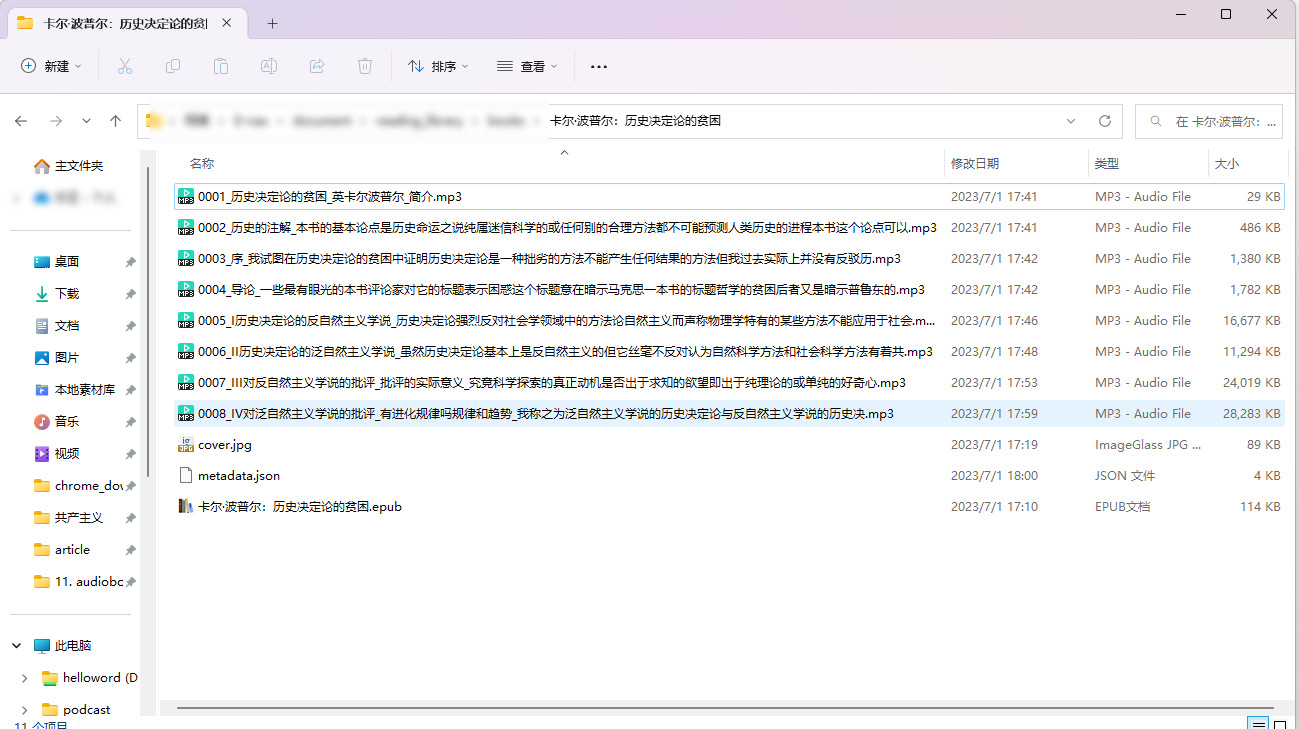 卡尔·波普尔：历史决定论的贫
新建
排序
查看
卡尔·波普尔：历史决定论的贫困
在 卡尔·波普尔：...
主文件夹
桌面
下载
文档
图片
本地素材库
音乐
视频
chrome_dov
共产主义
article
11. audiobc
此电脑
helloword (D
podcast
名称 修改日期 类型 大小
0001_历史决定论的贫困_英卡尔波普尔_简介.mp3 2023/7/1 17:41 MP3 - Audio File 29 KB
0002_历史的注解_本书的基本论点是历史命运之说纯属迷信科学的或任何别的合理方法都不可能预测人类历史的进程本书这个论点可以.mp3 2023/7/1 17:41 MP3 - Audio File 486 KB
0003_序_我试图在历史决定论的贫困中证明历史决定论是一种拙劣的方法不能产生任何结果的方法但我过去实际上并没有反驳历.mp3 2023/7/1 17:42 MP3 - Audio File 1,380 KB
0004_导论_一些最有眼光的本书评论家对它的标题表示困惑这个标题意在暗示马克思一本书的标题哲学的贫困后者又是暗示普鲁东的.mp3 2023/7/1 17:42 MP3 - Audio File 1,782 KB
0005_I历史决定论的反自然主义学说_历史决定论强烈反对社会学领域中的方法论自然主义而声称物理学特有的某些方法不能应用于社会.m... 2023/7/1 17:46 MP3 - Audio File 16,677 KB
0006_II历史决定论的泛自然主义学说_虽然历史决定论基本上是反自然主义的但它丝毫不反对认为自然科学方法和社会科学方法有着共.mp3 2023/7/1 17:48 MP3 - Audio File 11,294 KB
0007_III对反自然主义学说的批评_批评的实际意义_究竟科学探索的真正动机是否出于求知的欲望即出于纯理论的或单纯的好奇心.mp3 2023/7/1 17:53 MP3 - Audio File 24,019 KB
0008_IV对泛自然主义学说的批评_有进化规律吗规律和趋势_我称之为泛自然主义学说的历史决定论与反自然主义学说的历史决.mp3 2023/7/1 17:59 MP3 - Audio File 28,283 KB
cover.jpg 2023/7/1 17:19 ImageGlass JPG ... 89 KB
metadata.json 2023/7/1 18:00 JSON 文件 4 KB
卡尔·波普尔：历史决定论的贫困.epub 2023/7/1 17:10 EPUB文档 114 KB
11 个项目